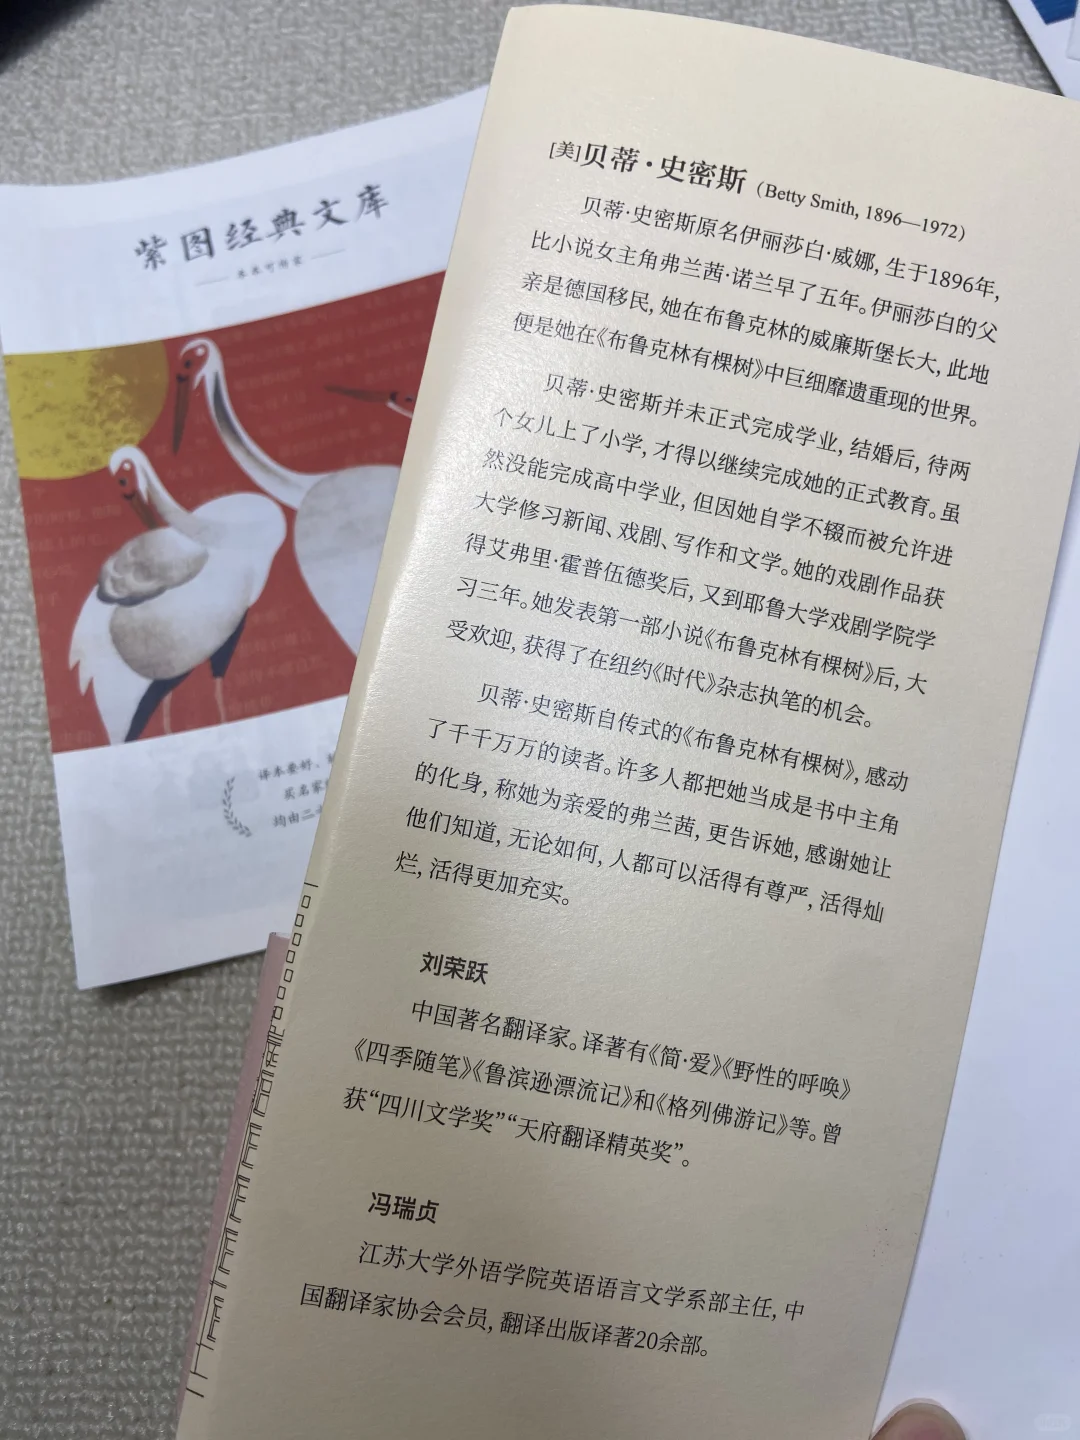 紫图经典文库
[美]贝蒂·史密斯（Betty Smith, 1896—1972）
贝蒂·史密斯原名伊丽莎白·威娜，生于1896年，
比小说女主角弗兰茜·诺兰早了五年。伊丽莎白的父
亲是德国移民，她在布鲁克林的威廉斯堡长大，此地
便是她在《布鲁克林有棵树》中巨细靡遗重现的世界。
贝蒂·史密斯并未正式完成学业，结婚后，待两
个女儿上了小学，才得以继续完成她的正式教育。虽
然没能完成高中学业，但因她自学不辍而被允许进
大学修习新闻、戏剧、写作和文学。她的戏剧作品获
得艾弗里·霍普伍德奖后，又到耶鲁大学戏剧学院学
习三年。她发表第一部小说《布鲁克林有棵树》后，大
受欢迎，获得了在纽约《时代》杂志执笔的机会。
贝蒂·史密斯自传式的《布鲁克林有棵树》，感动
了千千万万的读者。许多人都把她当成是书中主角
的化身，称她为亲爱的弗兰茜，更告诉她，感谢她让
他们知道，无论如何，人都可以活得有尊严，活得灿
烂，活得更加充实。
刘荣跃
中国著名翻译家。译著有《简·爱》《野性的呼唤》
《四季随笔》《鲁滨逊漂流记》和《格列佛游记》等。曾
获“四川文学奖”“天府翻译精英奖”。
冯瑞贞
江苏大学外语学院英语语言文学系部主任，中
国翻译家协会会员，翻译出版译著20余部。
译本要好，
买名家
均由二